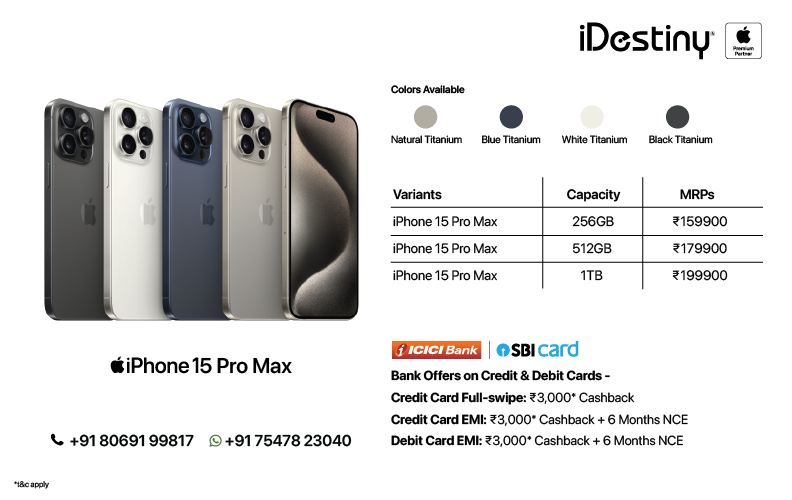 iDestiny
Premium
Partner
Colors Available
Natural Titanium Blue Titanium White Titanium Black Titanium
Variants Capacity MRPs
iPhone 15 Pro Max 256GB ₹159900
iPhone 15 Pro Max 512GB ₹179900
iPhone 15 Pro Max 1TB ₹199900
iPhone 15 Pro Max
ICICI Bank | SBI card
Bank Offers on Credit & Debit Cards -
Credit Card Full-swipe: ₹3,000* Cashback
Credit Card EMI: ₹3,000* Cashback + 6 Months NCE
Debit Card EMI: ₹3,000* Cashback + 6 Months NCE
+91 80691 99817 +91 75478 23040
*t&c apply